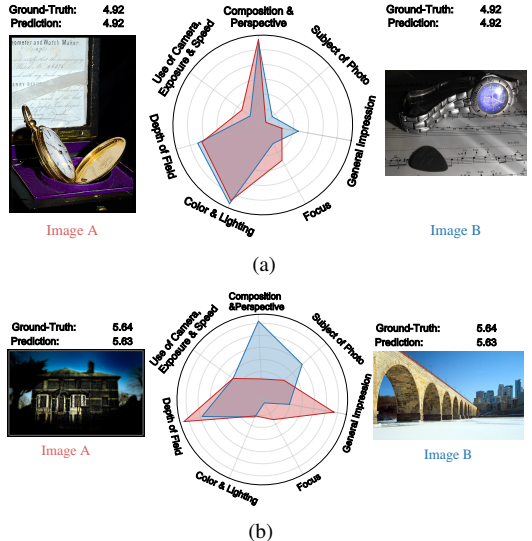 Ground-Truth: 4.92
Prediction: 4.92
Composition &
Perspective
Ground-Truth: 4.92
Prediction: 4.92
Use of Camera,
Exposure & Speed
Subject of Photo
Depth of Field
General Impression
Color & Lighting
Focus
Image A
Image B
(a)
Composition
&Perspective
Ground-Truth: 5.64
Prediction: 5.63
Use of Camera,
Exposure & Speed
Subject of Photo
Ground-Truth: 5.64
Prediction: 5.63
Depth of Field
General Impression
Color & Lighting
Focus
Image A
Image B
(b)